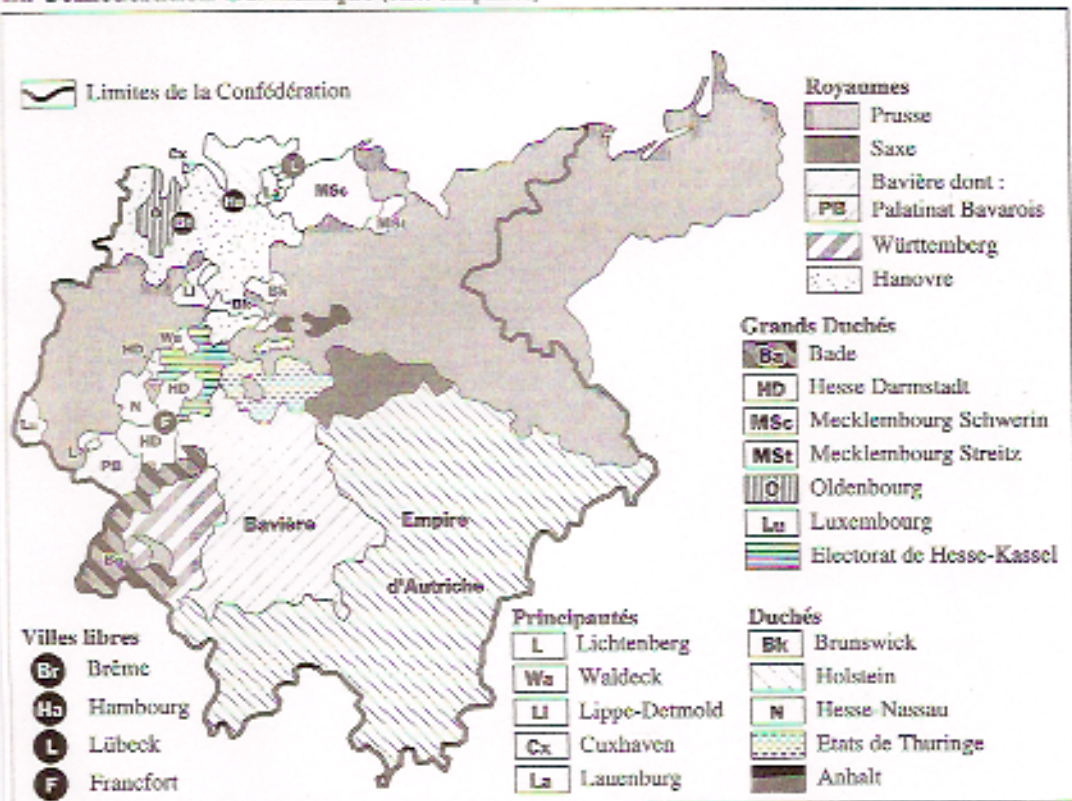 Limites de la Confédération
Royaumes
Prusse
Saxe
Bavière dont :
PB Palatinat Bavarois
Württemberg
Hanovre
Grands Duchés
Ba Bade
HD Hesse Darmstadt
MSc Mecklembourg Schwerin
MSt Mecklembourg Streitz
O Oldenbourg
Lu Luxembourg
Electorat de Hesse-Kassel
Cx
L
Ha
La
MSc
MSt
O
Br
Li
Bk
Bk
Wa
HD
HD
N
F
Lu
L
HD
PB
Bavière
Empire
d'Autriche
Ba
Villes libres
Br Brême
Ha Hambourg
L Lübeck
F Francfort
Principautés
L Lichtenberg
Wa Waldeck
Li Lippe-Detmold
Cx Cuxhaven
La Lauenburg
Duchés
Bk Brunswick
Holstein
N Hesse-Nassau
Etats de Thuringe
Anhalt